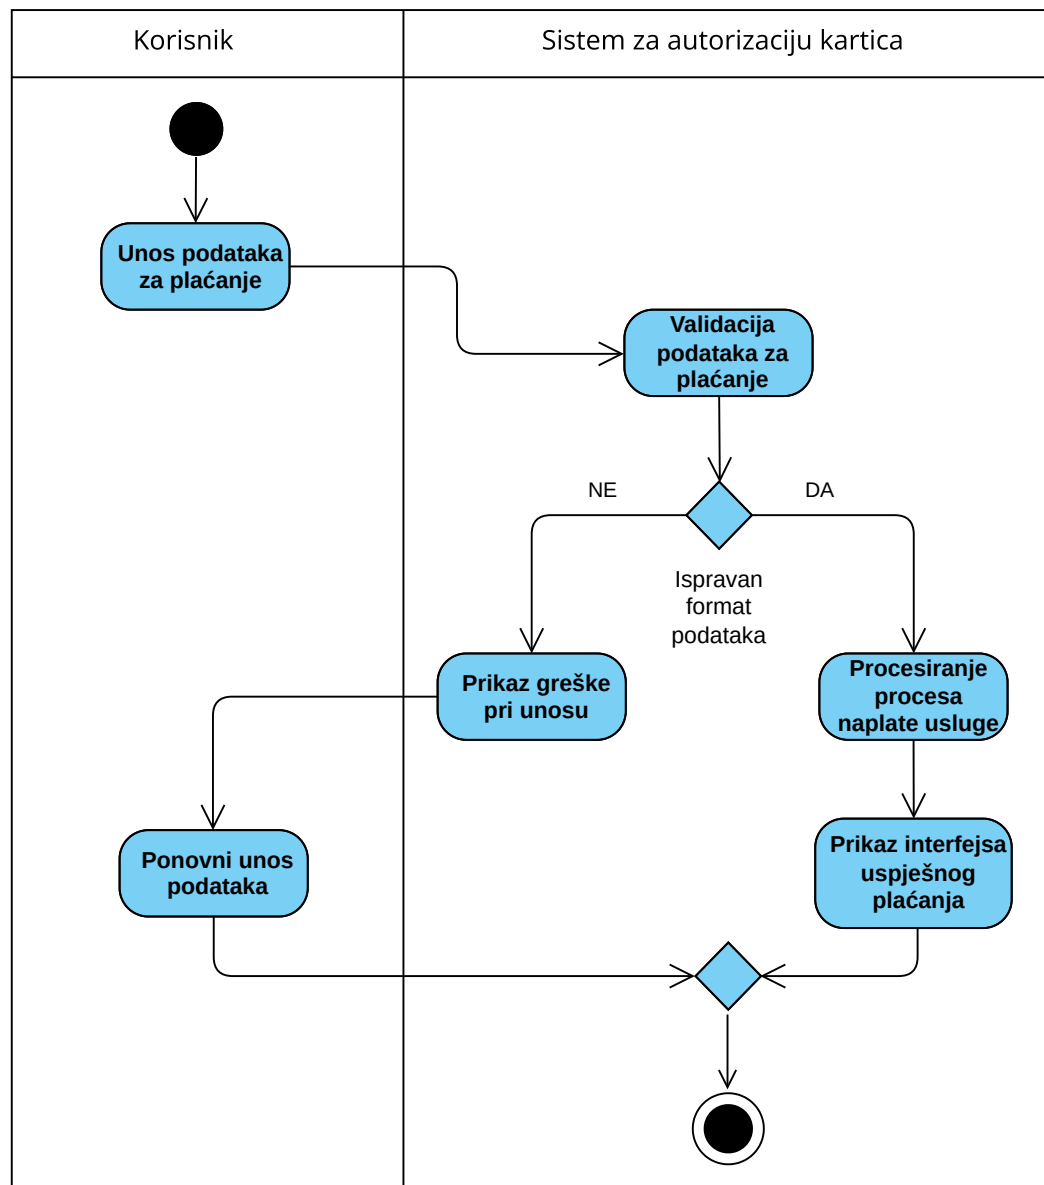 Korisnik
Sistem za autorizaciju kartica
Unos podataka
za plaćanje
Validacija
podataka za
plaćanje
NE
DA
Ispravan
format
podataka
Prikaz greške
pri unosu
Procesiranje
procesa
naplate usluge
Ponovni unos
podataka
Prikaz interfejsa
uspješnog
plaćanja